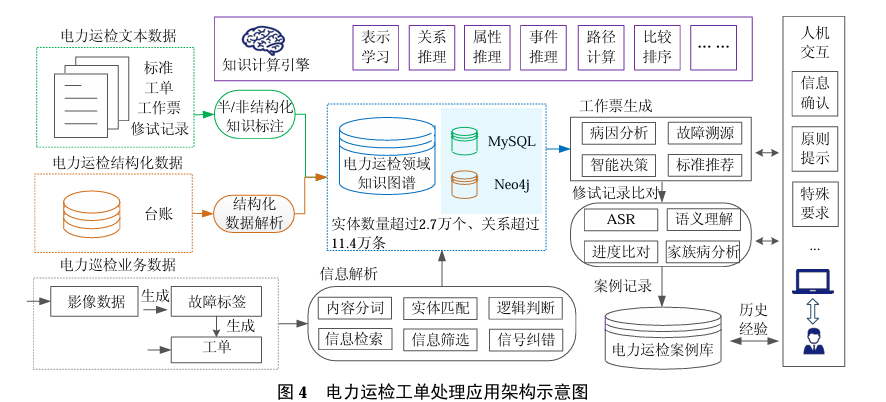 电力运检文本数据
标准
工单
工作票
修试记录
半/非结构化
知识标注
电力运检结构化数据
台账
结构化
数据解析
电力巡检业务数据
影像数据
生成
故障标签
生成
工单
知识计算引擎
表示
学习
关系
推理
属性
推理
事件
推理
路径
计算
比较
排序
… …
电力运检领域
知识图谱
MySQL
Neo4j
实体数量超过2.7万个、关系超过
11.4万条
信息解析
内容分词
实体匹配
逻辑判断
信息检索
信息筛选
信号纠错
工作票生成
病因分析
故障溯源
智能决策
标准推荐
修试记录比对
ASR
语义理解
进度比对
家族病分析
案例记录
电力运检案例库
历史
经验
人机
交互
信息
确认
原则
提示
特殊
要求
…
图 4 电力运检工单处理应用架构示意图